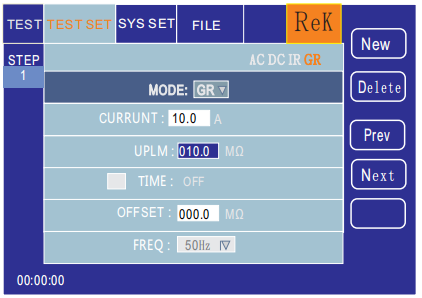 TEST TEST SET SYS SET FILE ReK
New
STEP AC DC IR GR
1
MODE: GR
Delete
CURRUNT : 10.0 A
Prev
UPLM : 010.0 MΩ
TIME : OFF
Next
OFFSET : 000.0 MΩ
FREQ : 50Hz
00:00:00